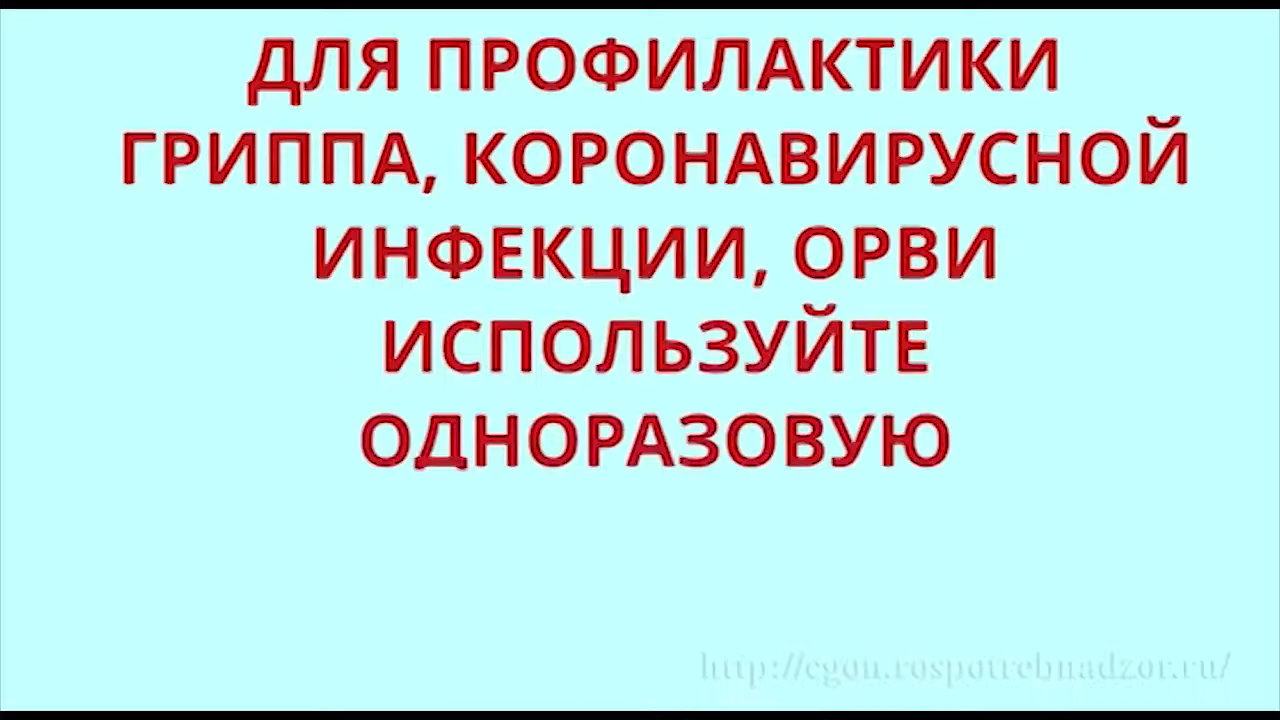 ДЛЯ ПРОФИЛАКТИКИ
ГРИППА, КОРОНАВИРУСНОЙ
ИНФЕКЦИИ, ОРВИ
ИСПОЛЬЗУЙТЕ
ОДНОРАЗОВУЮ
http://cgon.rospotrebnadzor.ru/